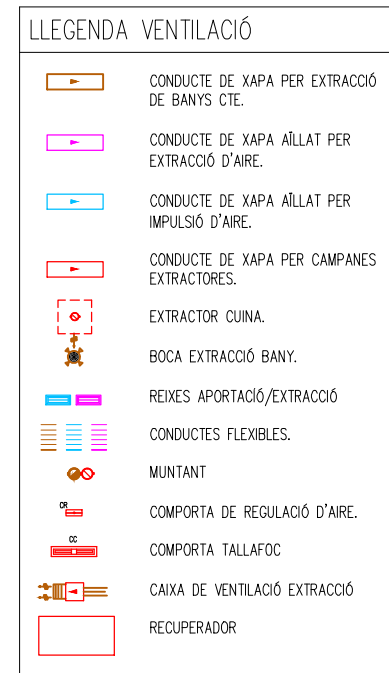 LLEGENDA VENTILACIÓ
CONDUCTE DE XAPA PER EXTRACCIÓ
DE BANYS CTE.
CONDUCTE DE XAPA AÏLLAT PER
EXTRACCIÓ D'AIRE.
CONDUCTE DE XAPA AÏLLAT PER
IMPULSIÓ D'AIRE.
CONDUCTE DE XAPA PER CAMPANES
EXTRACTORES.
EXTRACTOR CUINA.
BOCA EXTRACCIÓ BANY.
REIXES APORTACÍÓ/EXTRACCIÓ
CONDUCTES FLEXIBLES.
MUNTANT
CR
COMPORTA DE REGULACIÓ D'AIRE.
CC
COMPORTA TALLAFOC
CAIXA DE VENTILACIÓ EXTRACCIÓ
RECUPERADOR